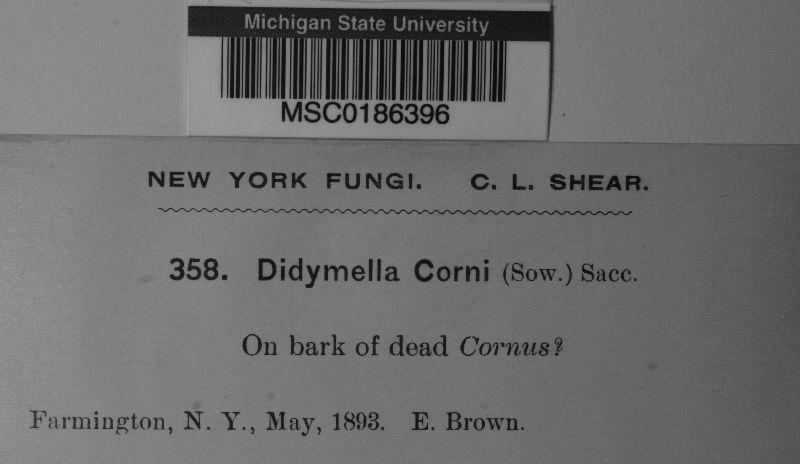 Michigan State University
MSC0186396
NEW YORK FUNGI. C. L. SHEAR.
358. Didymella Corni (Sow.) Sacc.
On bark of dead Cornus?
Farmington, N. Y., May, 1893. E. Brown.